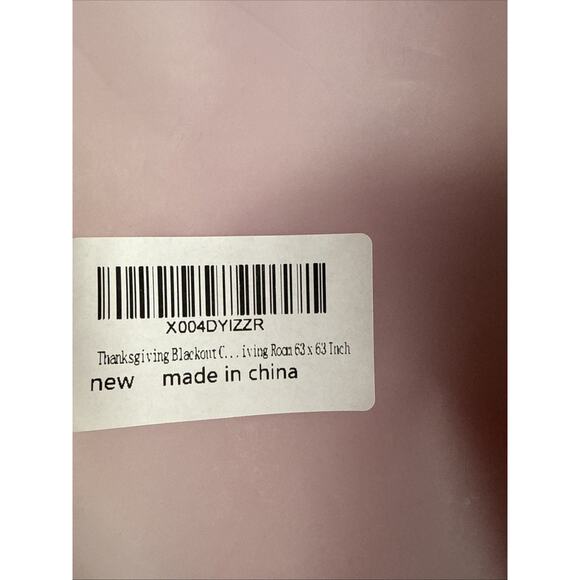 X004DYIZZR
Thanksgiving Blackout C...iving Room 63 x 63 Inch
new made in china